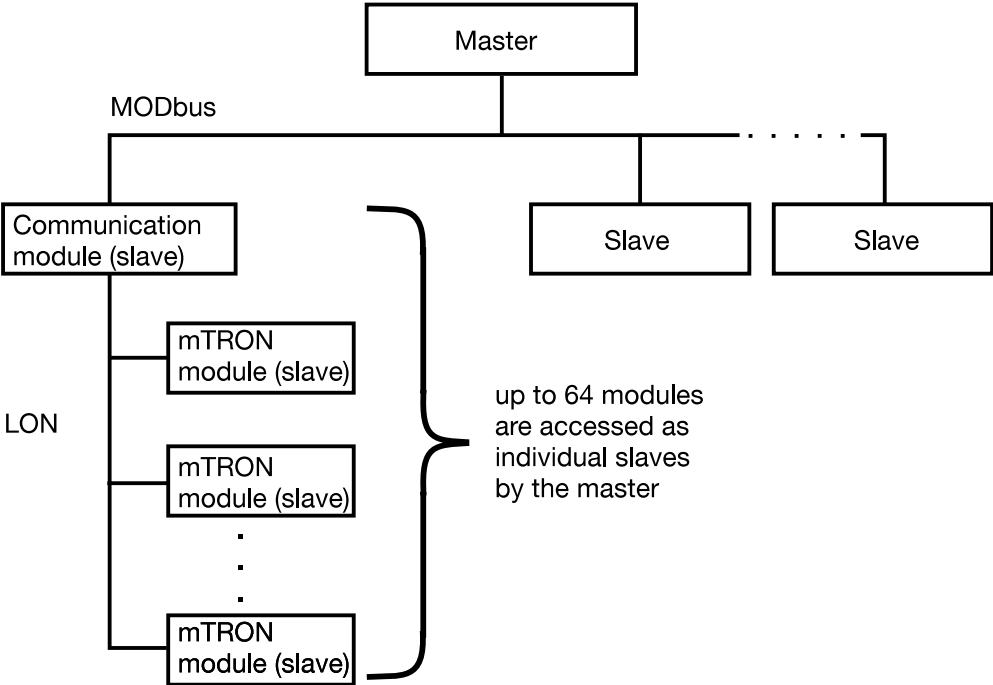 Master
MODbus
Communication
module (slave)
Slave
Slave
mTRON
module (slave)
LON
mTRON
module (slave)
mTRON
module (slave)
up to 64 modules
are accessed as
individual slaves
by the master